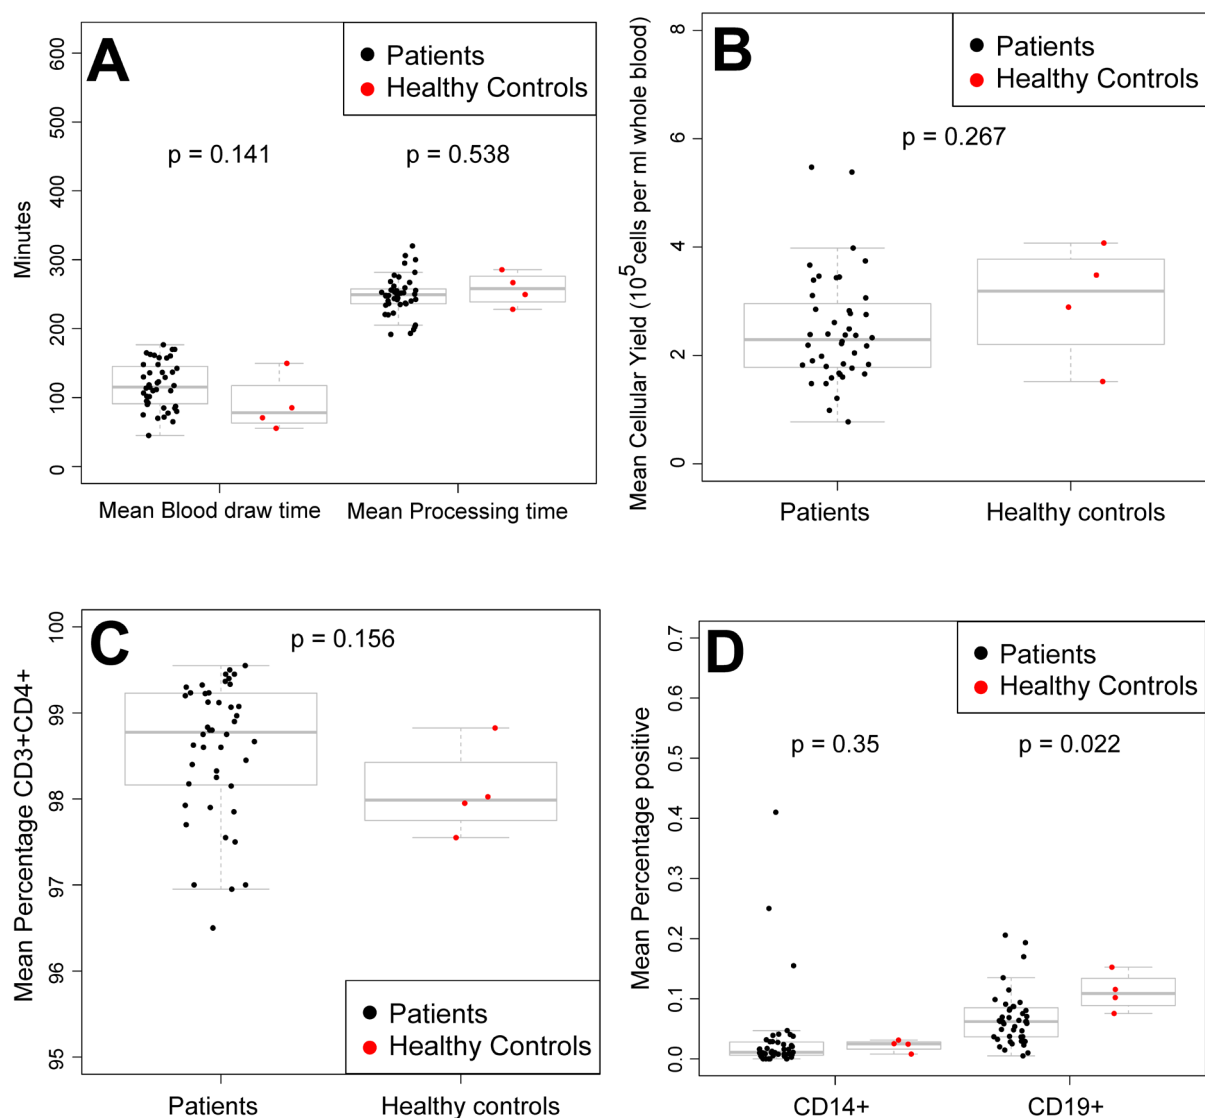 A
Patients
Healthy Controls
p = 0.141
p = 0.538
Minutes
600
500
400
300
200
100
0
Mean Blood draw time
Mean Processing time
B
Patients
Healthy Controls
p = 0.267
Mean Cellular Yield (10⁵cells per ml whole blood)
8
6
4
2
0
Patients
Healthy controls
C
p = 0.156
Mean Percentage CD3+CD4+
100
99
98
97
96
95
Patients
Healthy Controls
Patients
Healthy controls
D
Patients
Healthy Controls
p = 0.35
p = 0.022
Mean Percentage positive
0.7
0.6
0.5
0.4
0.3
0.2
0.1
0.0
CD14+
CD19+